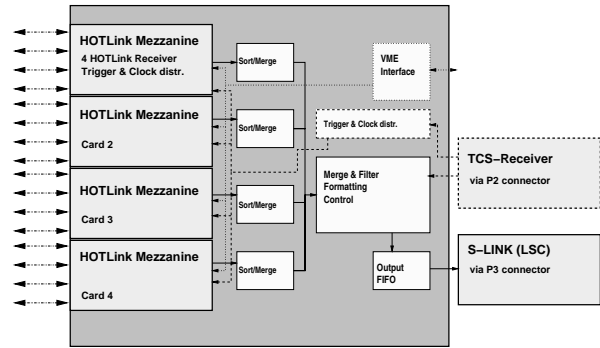 HOTLink Mezzanine
4 HOTLink Receiver
Trigger & Clock distr.
Sort/Merge
VME
Interface
HOTLink Mezzanine
Card 2
Sort/Merge
Trigger & Clock distr.
TCS−Receiver
via P2 connector
HOTLink Mezzanine
Card 3
Sort/Merge
Merge & Filter
Formatting
Control
HOTLink Mezzanine
Card 4
Sort/Merge
Output
FIFO
S−LINK (LSC)
via P3 connector